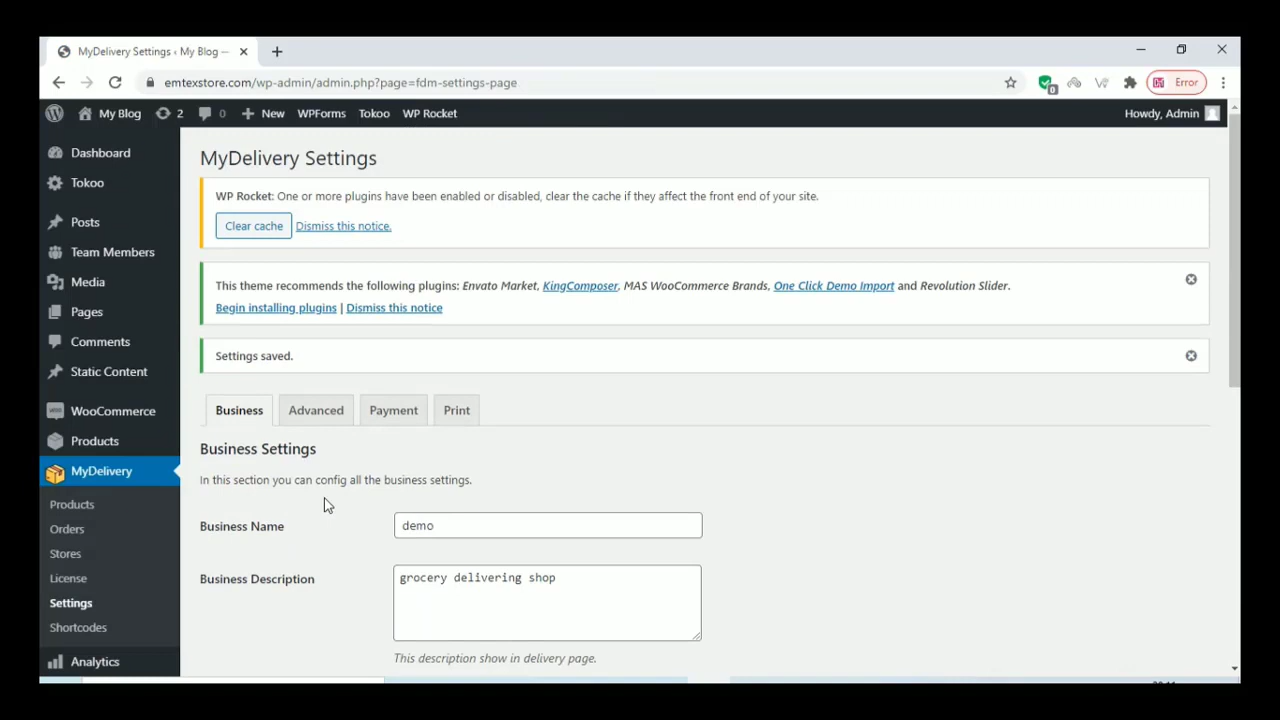 MyDelivery Settings ‹ My Blog —
emtexstore.com/wp-admin/admin.php?page=fdm-settings-page
0
Error
My Blog
2
0
New
WPForms
Tokoo
WP Rocket
Howdy, Admin
Dashboard
Tokoo
Posts
Team Members
Media
Pages
Comments
Static Content
WooCommerce
Products
MyDelivery
Products
Orders
Stores
License
Settings
Shortcodes
Analytics
MyDelivery Settings
WP Rocket: One or more plugins have been enabled or disabled, clear the cache if they affect the front end of your site.
Clear cache Dismiss this notice.
This theme recommends the following plugins: Envato Market, KingComposer, MAS WooCommerce Brands, One Click Demo Import and Revolution Slider.
Begin installing plugins | Dismiss this notice
Settings saved.
Business Advanced Payment Print
Business Settings
In this section you can config all the business settings.
Business Name demo
Business Description grocery delivering shop
This description show in delivery page.